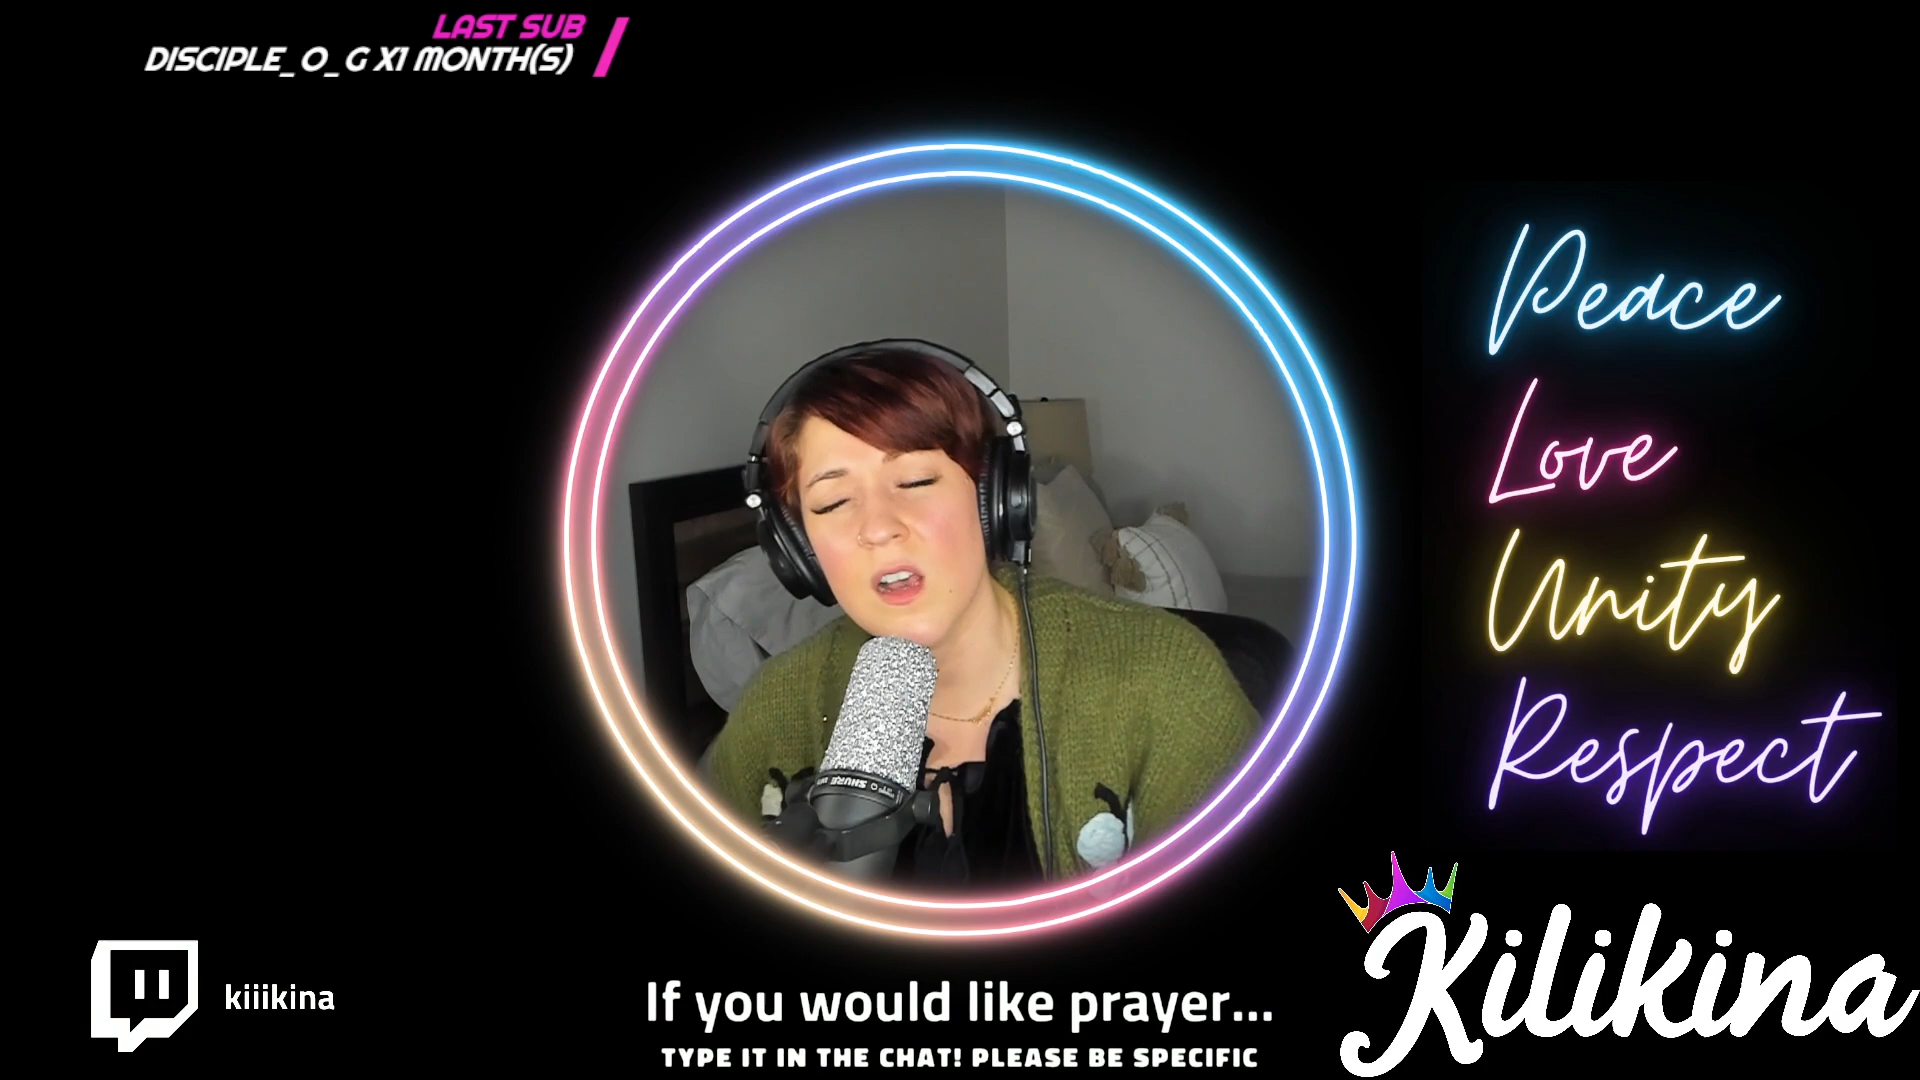 LAST SUB
DISCIPLE_O_G X1 MONTH(S)
Peace
Love
Unity
Respect
SHURE
Kilikina
kiiikina
If you would like prayer...
TYPE IT IN THE CHAT! PLEASE BE SPECIFIC